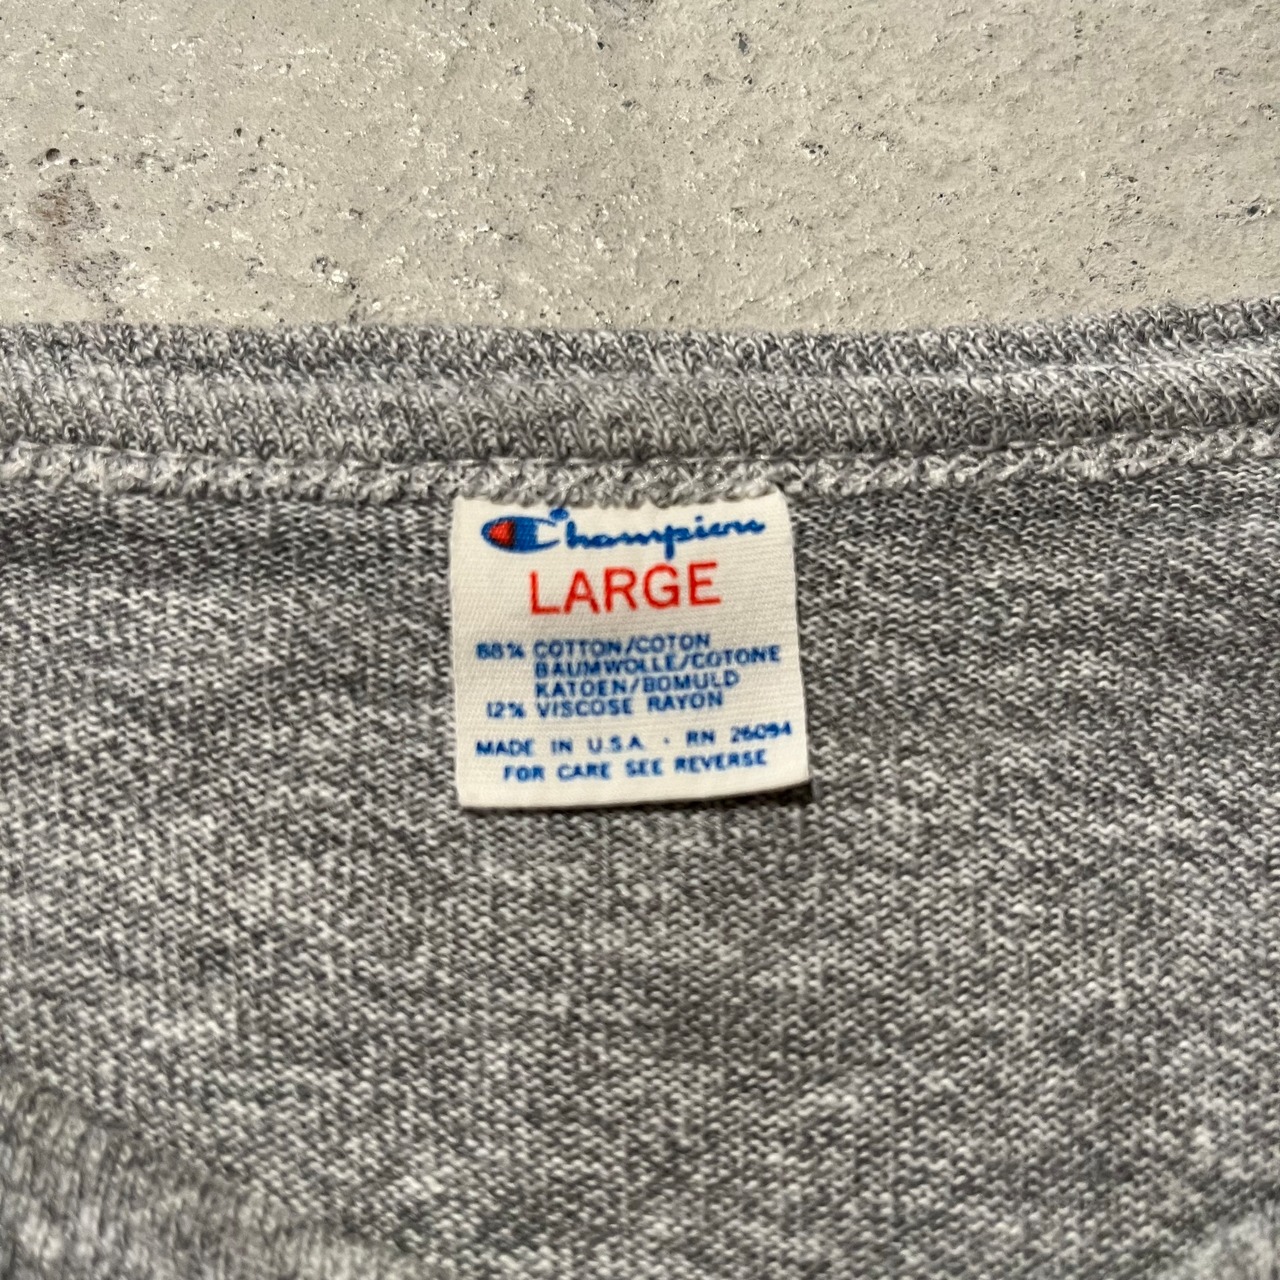 Champion
LARGE
88% COTTON/COTON
BAUMWOLLE/COTONE
KATOEN/BOMULD
12% VISCOSE RAYON
MADE IN U.S.A. · RN 26094
FOR CARE SEE REVERSE